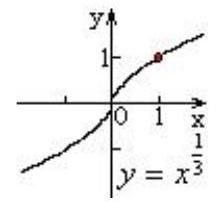 y
1
0 1 x
y = x^{1/3}